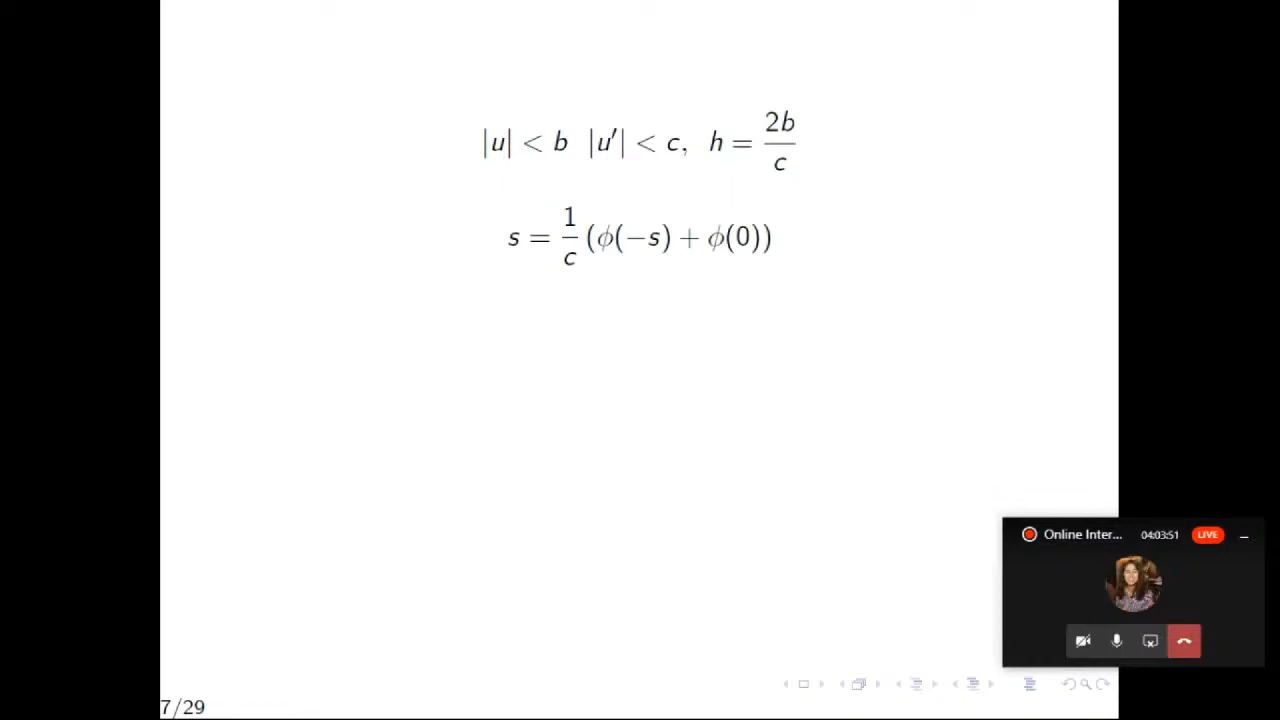 |u| < b |u′| < c, h = 2b/c
s = 1/c (ϕ(−s) + ϕ(0))
Online Inter... 04:03:51 LIVE
7/29